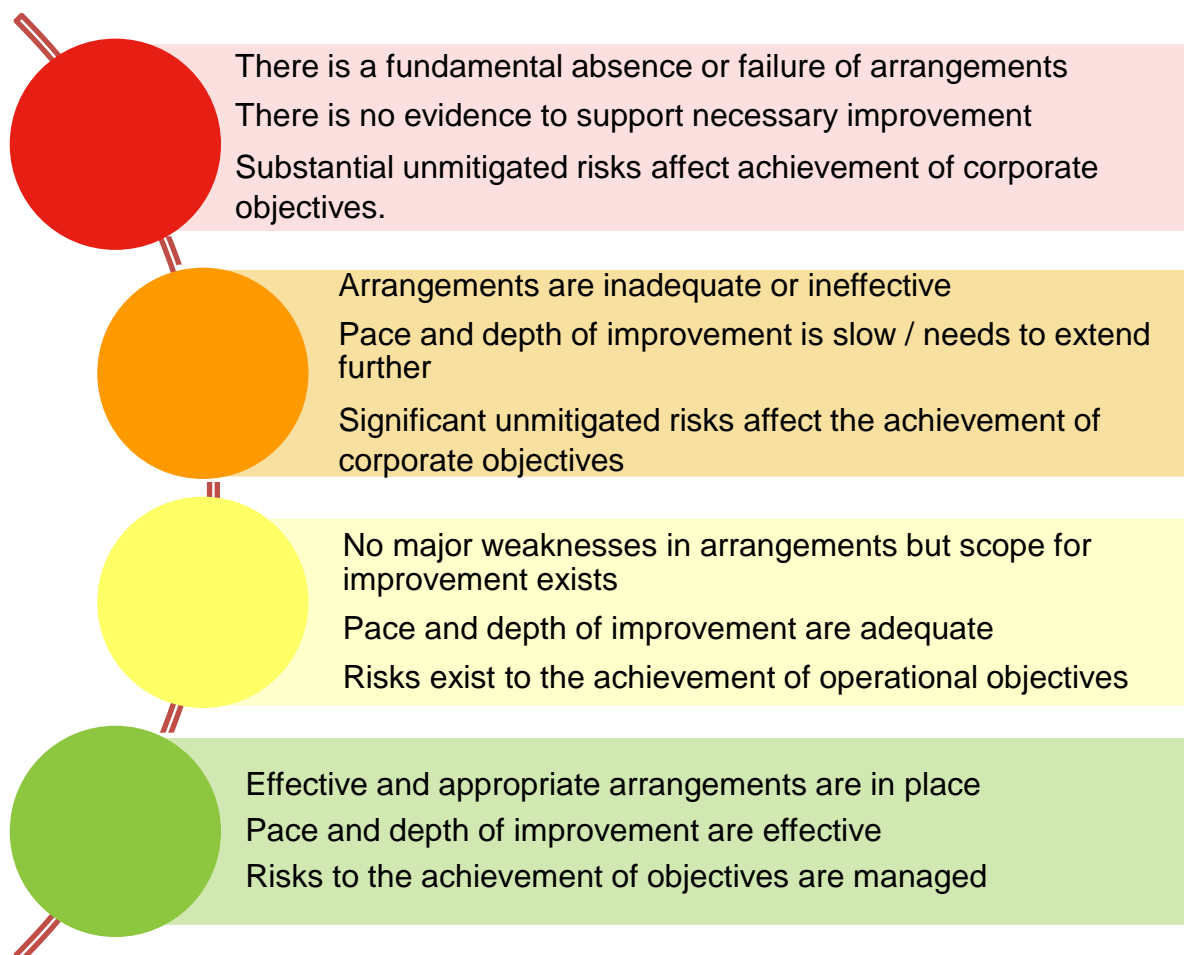 There is a fundamental absence or failure of arrangements
There is no evidence to support necessary improvement
Substantial unmitigated risks affect achievement of corporate
objectives.
Arrangements are inadequate or ineffective
Pace and depth of improvement is slow / needs to extend
further
Significant unmitigated risks affect the achievement of
corporate objectives
No major weaknesses in arrangements but scope for
improvement exists
Pace and depth of improvement are adequate
Risks exist to the achievement of operational objectives
Effective and appropriate arrangements are in place
Pace and depth of improvement are effective
Risks to the achievement of objectives are managed